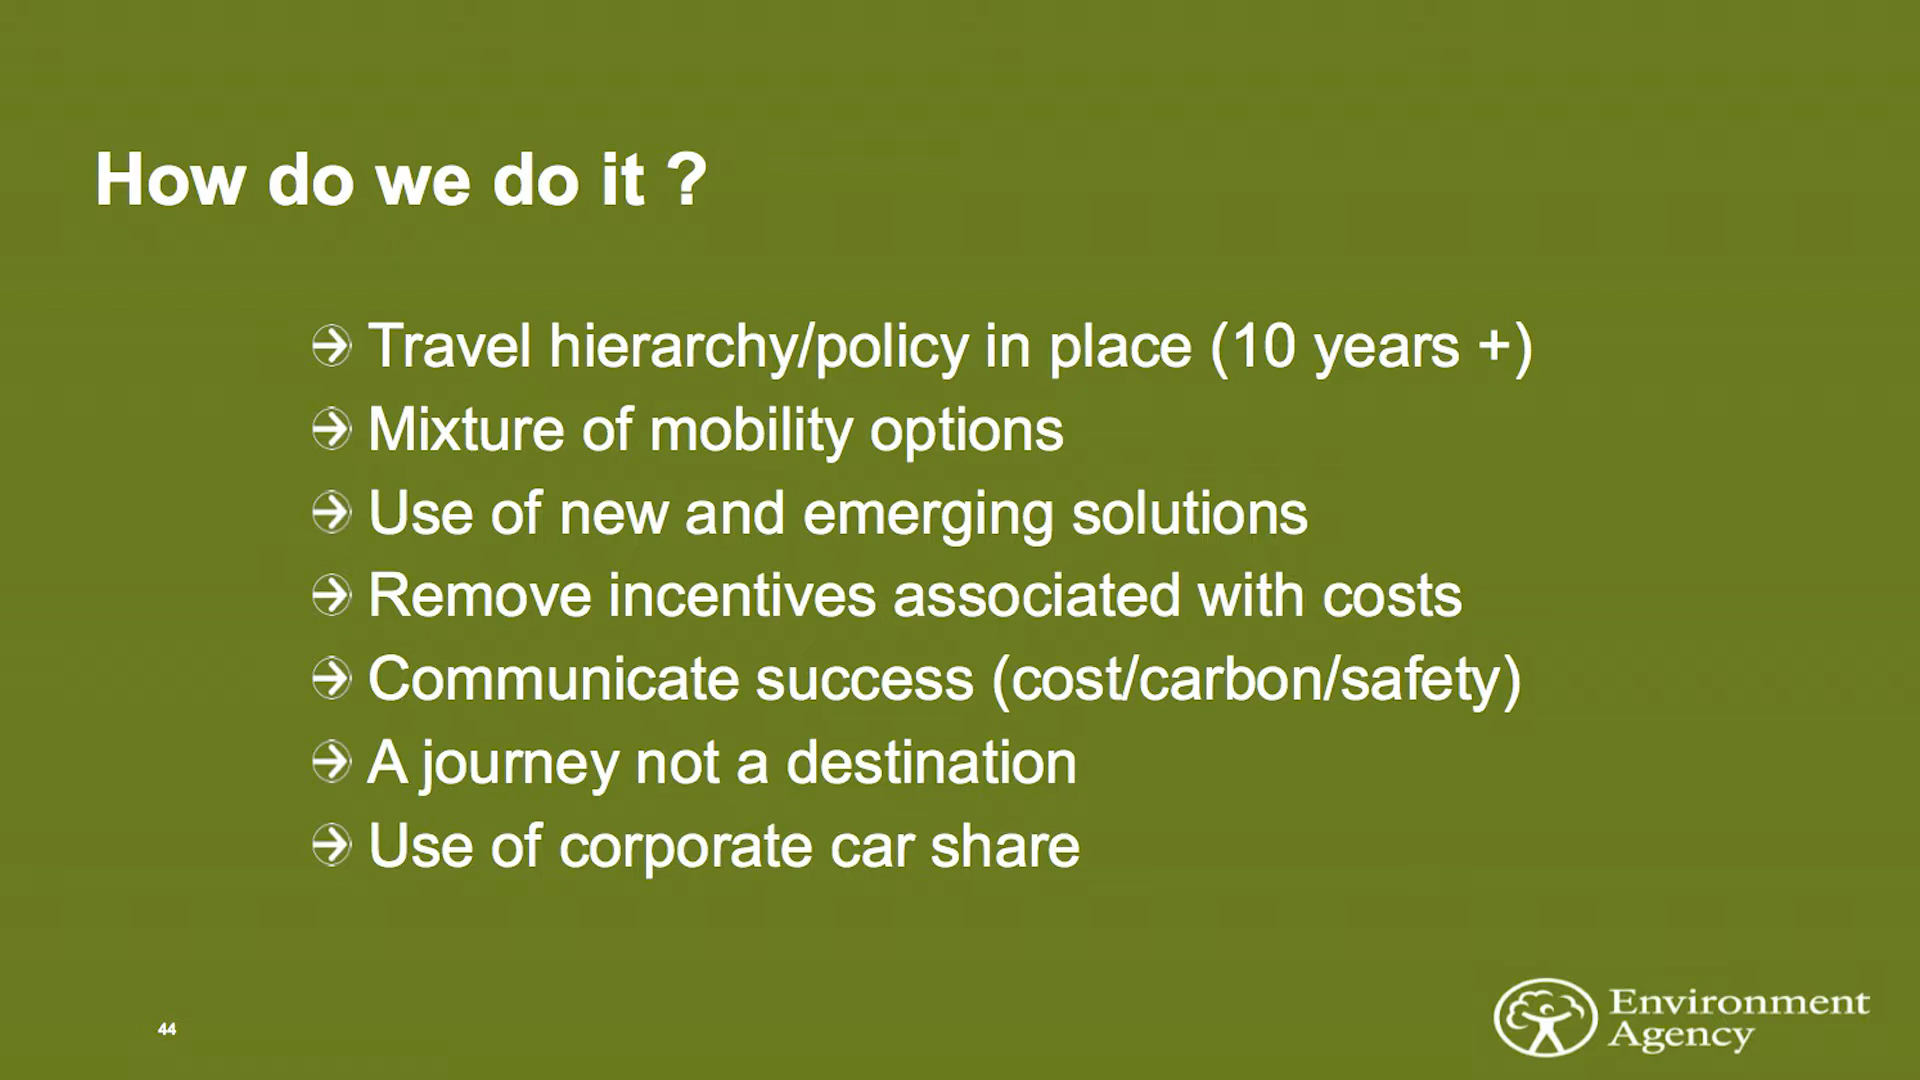 How do we do it ?
Travel hierarchy/policy in place (10 years +)
Mixture of mobility options
Use of new and emerging solutions
Remove incentives associated with costs
Communicate success (cost/carbon/safety)
A journey not a destination
Use of corporate car share
44
Environment
Agency